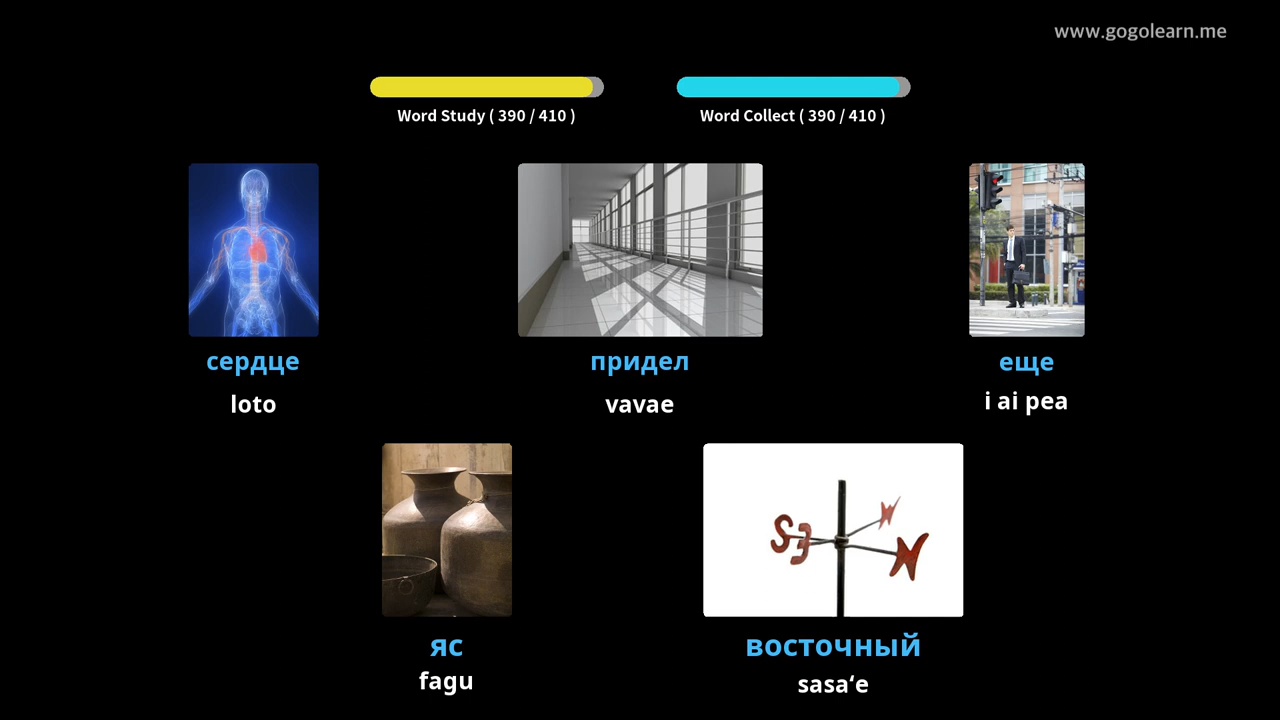 www.gogolearn.me
Word Study ( 390 / 410 )
Word Collect ( 390 / 410 )
сердце
loto
придел
vavae
еще
i ai pea
S
E
N
W
яс
fagu
восточный
sasaʻe